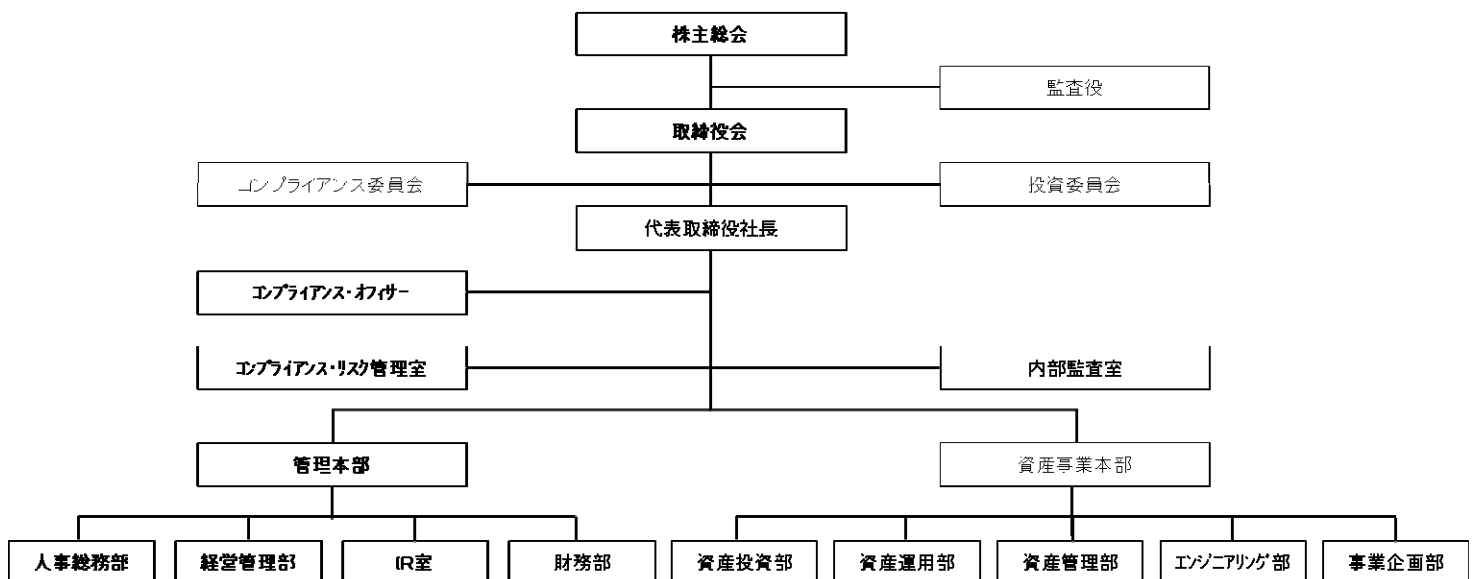 株主総会
監査役
取締役会
コンプライアンス委員会
投資委員会
代表取締役社長
コンプライアンス・オフィサー
コンプライアンス・リスク管理室
内部監査室
管理本部
資産事業本部
人事総務部
経営管理部
IR室
財務部
資産投資部
資産運用部
資産管理部
エンジニアリング部
事業企画部